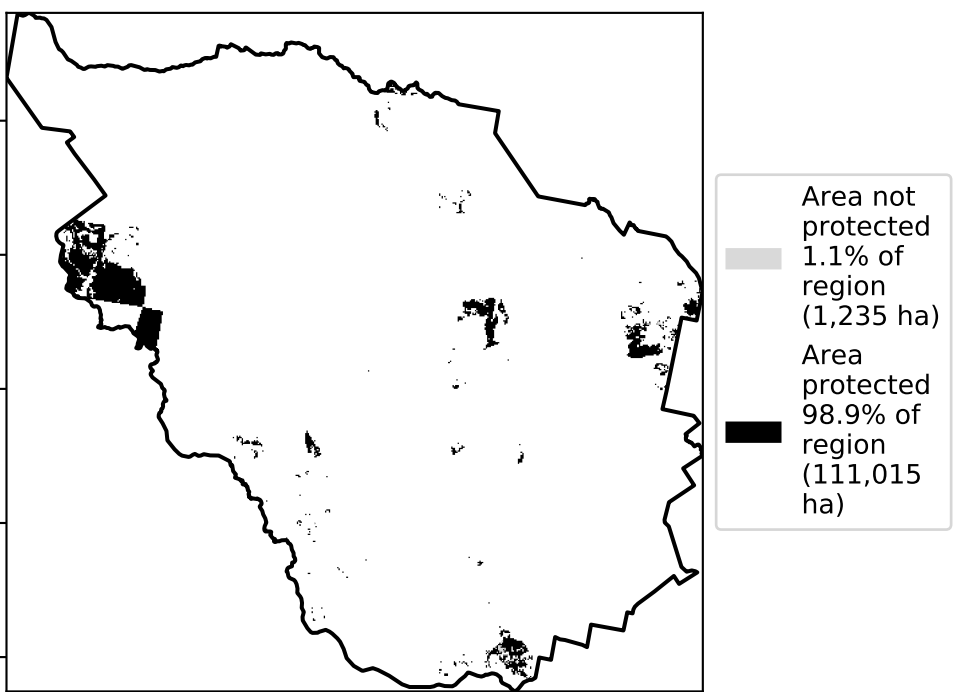 Area not
protected
1.1% of
region
(1,235 ha)
Area
protected
98.9% of
region
(111,015
ha)